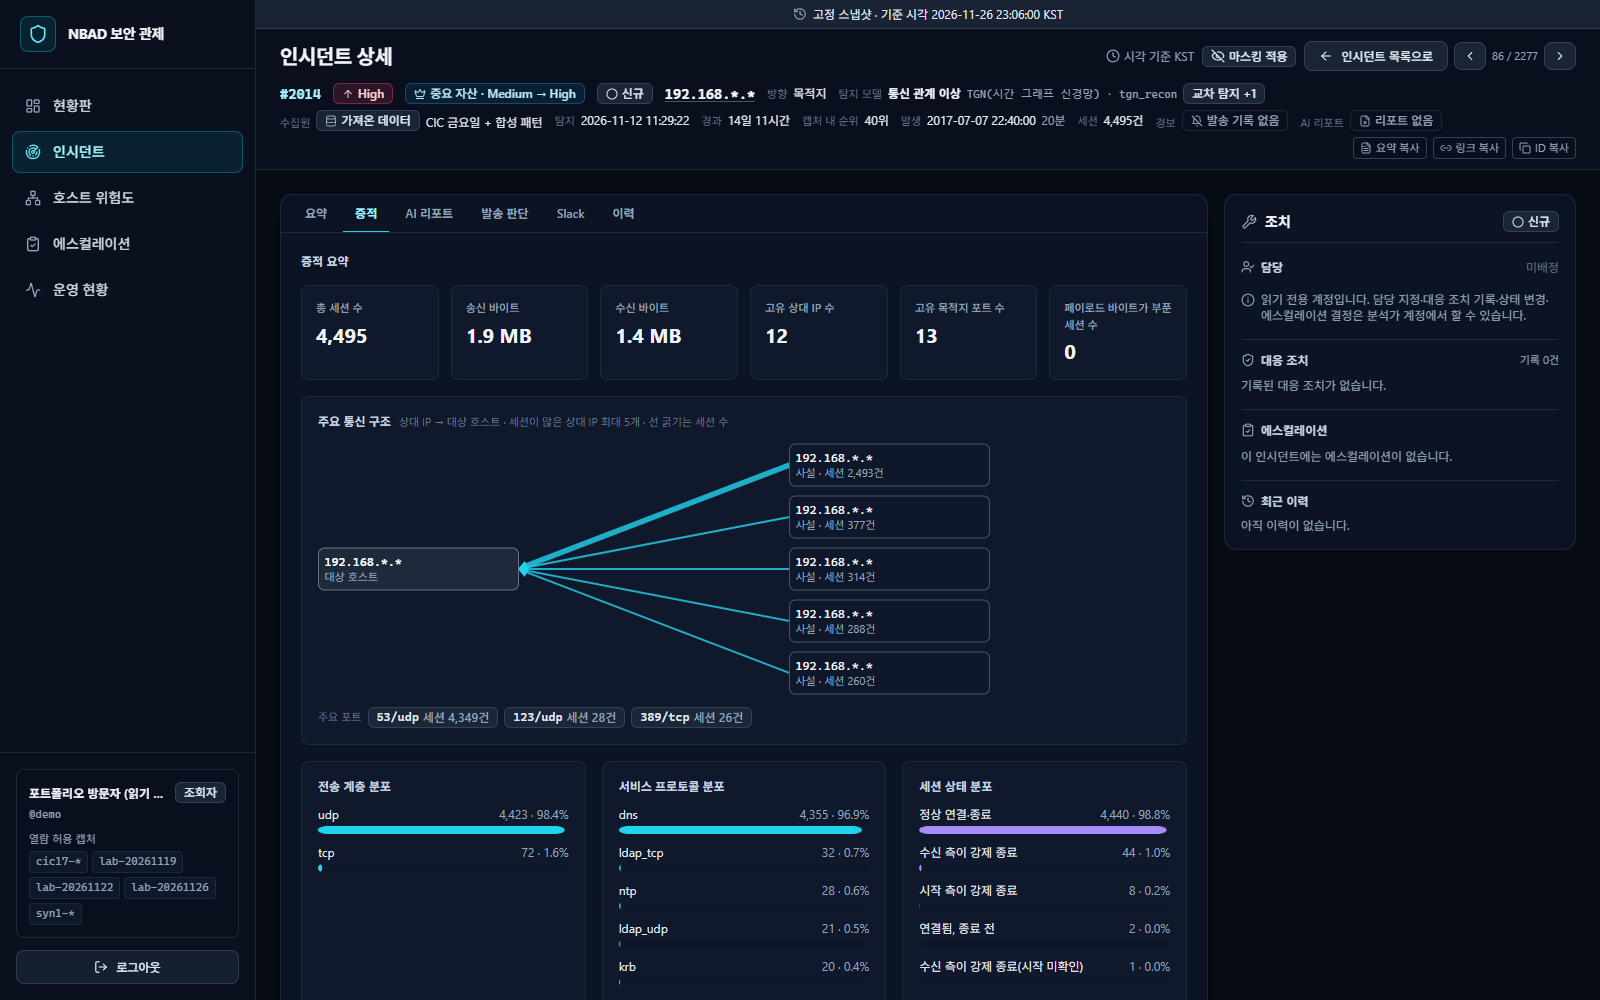 고정 스냅샷 · 기준 시각 2026-11-26 23:06:00 KST
NBAD 보안 관제
현황판
인시던트
호스트 위험도
에스컬레이션
운영 현황
포트폴리오 방문자 (읽기 ... 조회자
@demo
열람 허용 캡처
cic17-* lab-20261119
lab-20261122 lab-20261126
syn1-*
로그아웃
인시던트 상세
시각 기준 KST 마스킹 적용 인시던트 목록으로 86 / 2277
#2014 High 중요 자산 · Medium → High 신규 192.168.*.* 방향 목적지 탐지 모델 통신 관계 이상 TGN(시간 그래프 신경망) · tgn_recon 교차 탐지 +1
수집원 가져온 데이터 CIC 금요일 + 합성 패턴 탐지 2026-11-12 11:29:22 경과 14일 11시간 캡처 내 순위 40위 발생 2017-07-07 22:40:00 20분 세션 4,495건 경보 발송 기록 없음 AI 리포트 리포트 없음
요약 복사 링크 복사 ID 복사
요약 증적 AI 리포트 발송 판단 Slack 이력
증적 요약
총 세션 수
4,495
송신 바이트
1.9 MB
수신 바이트
1.4 MB
고유 상대 IP 수
12
고유 목적지 포트 수
13
페이로드 바이트가 부푼
세션 수
0
주요 통신 구조 상대 IP → 대상 호스트 · 세션이 많은 상대 IP 최대 5개 · 선 굵기는 세션 수
192.168.*.*
대상 호스트
192.168.*.*
사설 · 세션 2,493건
192.168.*.*
사설 · 세션 377건
192.168.*.*
사설 · 세션 314건
192.168.*.*
사설 · 세션 288건
192.168.*.*
사설 · 세션 260건
주요 포트 53/udp 세션 4,349건 123/udp 세션 28건 389/tcp 세션 26건
전송 계층 분포
udp 4,423 · 98.4%
tcp 72 · 1.6%
서비스 프로토콜 분포
dns 4,355 · 96.9%
ldap_tcp 32 · 0.7%
ntp 28 · 0.6%
ldap_udp 21 · 0.5%
krb 20 · 0.4%
세션 상태 분포
정상 연결·종료 4,440 · 98.8%
수신 측이 강제 종료 44 · 1.0%
시작 측이 강제 종료 8 · 0.2%
연결됨, 종료 전 2 · 0.0%
수신 측이 강제 종료(시작 미확인) 1 · 0.0%
조치 신규
담당 미배정
읽기 전용 계정입니다. 담당 지정·대응 조치 기록·상태 변경·
에스컬레이션 결정은 분석가 계정에서 할 수 있습니다.
대응 조치 기록 0건
기록된 대응 조치가 없습니다.
에스컬레이션
이 인시던트에는 에스컬레이션이 없습니다.
최근 이력
아직 이력이 없습니다.